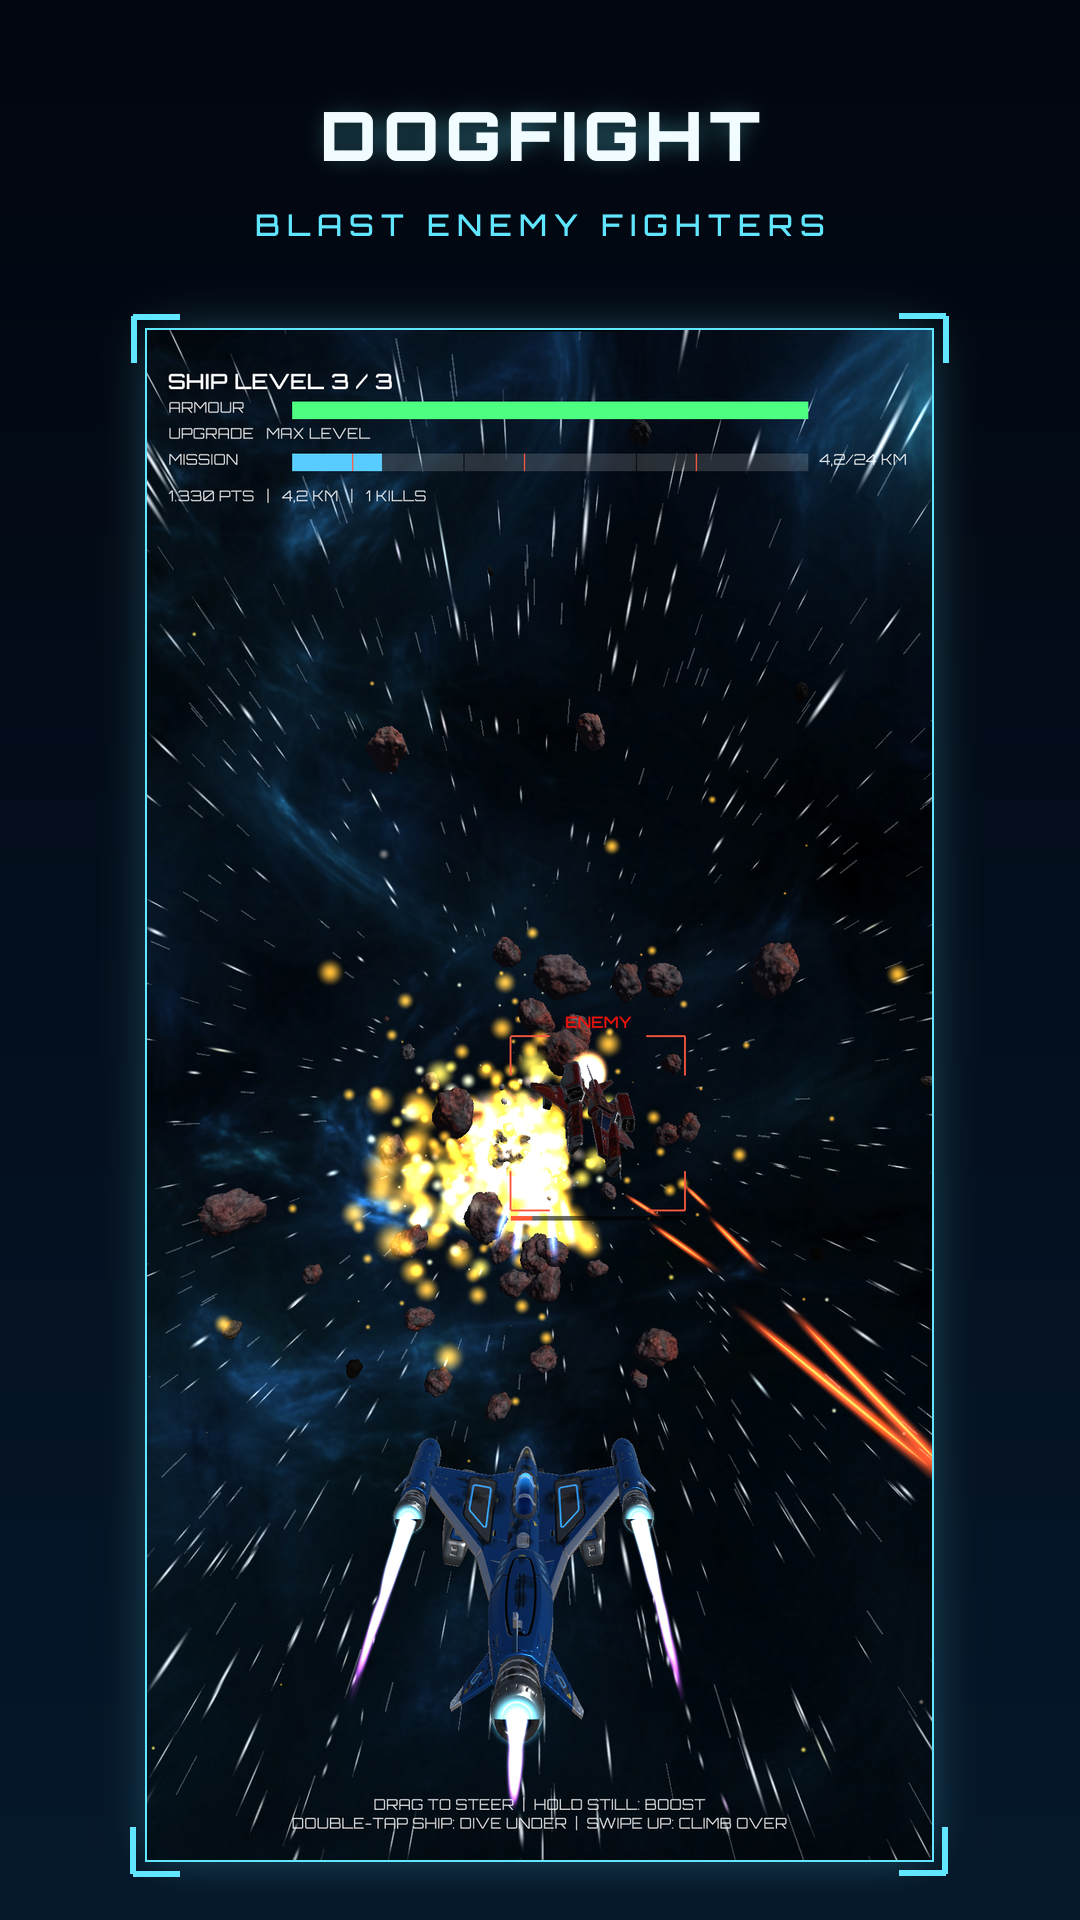 DOGFIGHT
BLAST ENEMY FIGHTERS
SHIP LEVEL 3 / 3
ARMOUR
UPGRADE MAX LEVEL
MISSION 4,2/24 KM
1.330 PTS | 4,2 KM | 1 KILLS
ENEMY
DRAG TO STEER | HOLD STILL: BOOST
DOUBLE-TAP SHIP: DIVE UNDER | SWIPE UP: CLIMB OVER